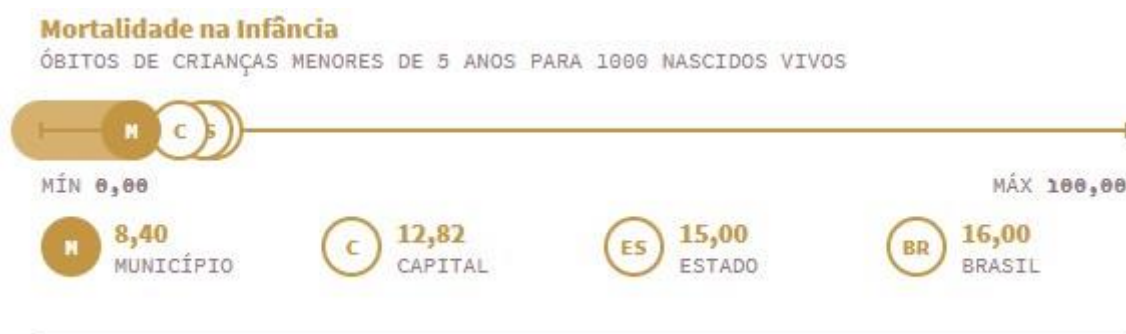 Mortalidade na Infância
ÓBITOS DE CRIANÇAS MENORES DE 5 ANOS PARA 1000 NASCIDOS VIVOS
M C S
MÍN 0,00 MÁX 100,00
M 8,40 C 12,82 ES 15,00 BR 16,00
MUNICÍPIO CAPITAL ESTADO BRASIL